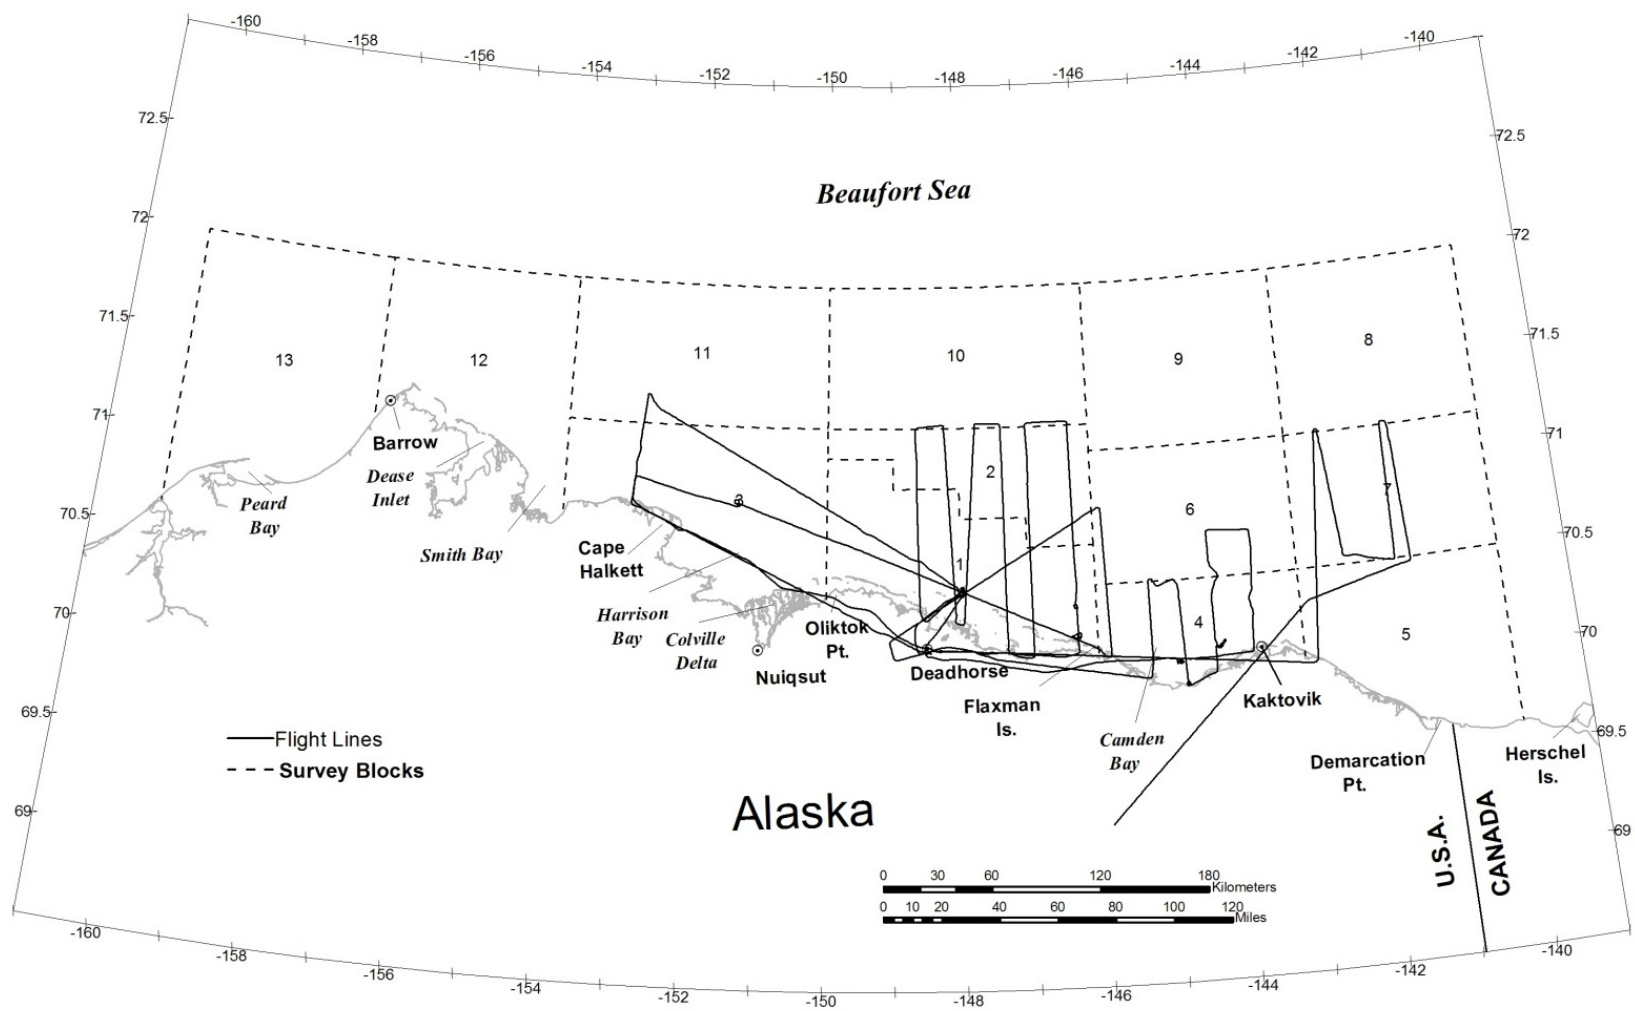 -160
-158
-156
-154
-152
-150
-148
-146
-144
-142
-140
72.5
72
71.5
71
70.5
70
69.5
69
72.5
72
71.5
71
70.5
70
69.5
69
Beaufort Sea
13
12
11
10
9
8
3
2
1
6
7
4
5
Barrow
Dease
Inlet
Peard
Bay
Smith Bay
Cape
Halkett
Harrison
Bay
Colville
Delta
Nuiqsut
Oliktok
Pt.
Deadhorse
Flaxman
Is.
Camden
Bay
Kaktovik
Demarcation
Pt.
Herschel
Is.
Flight Lines
Survey Blocks
Alaska
U.S.A.
CANADA
0 30 60 120 180
Kilometers
0 10 20 40 60 80 100 120
Miles
-160
-158
-156
-154
-152
-150
-148
-146
-144
-142
-140